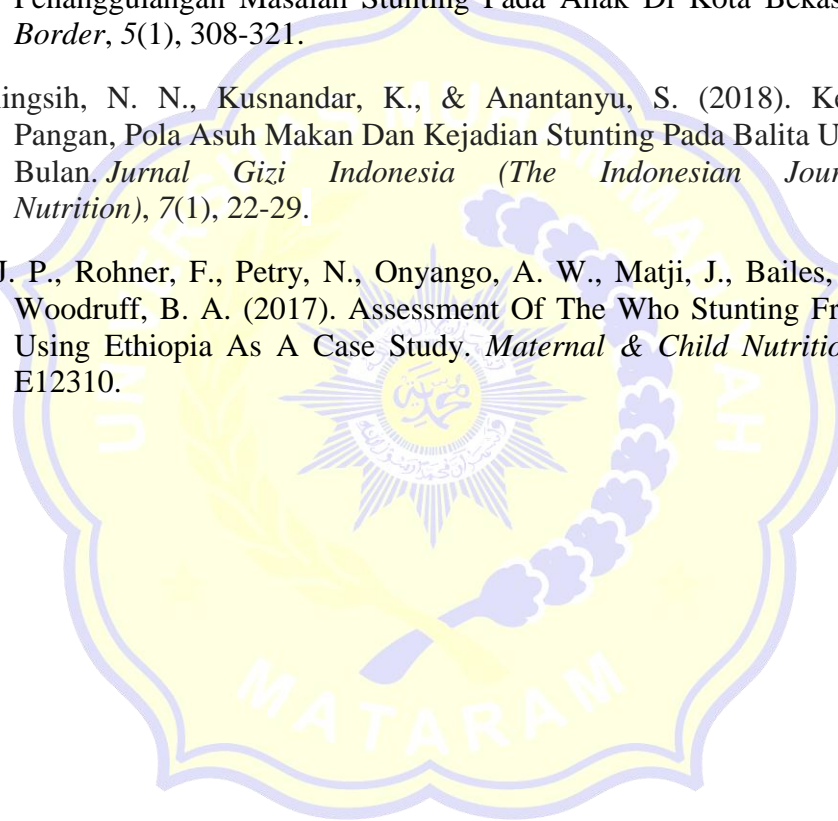 Penanggulangan Masalah Stunting Pada Anak Di Kota Bekas
Border, 5(1), 308-321.
ingsih, N. N., Kusnandar, K., & Anantanyu, S. (2018). Ko
Pangan, Pola Asuh Makan Dan Kejadian Stunting Pada Balita U
Bulan. Jurnal Gizi Indonesia (The Indonesian Jour
Nutrition), 7(1), 22-29.
J. P., Rohner, F., Petry, N., Onyango, A. W., Matji, J., Bailes,
Woodruff, B. A. (2017). Assessment Of The Who Stunting Fr
Using Ethiopia As A Case Study. Maternal & Child Nutritio
E12310.
UNIVERSITAS MUHAMMADIYAH
MATARAM